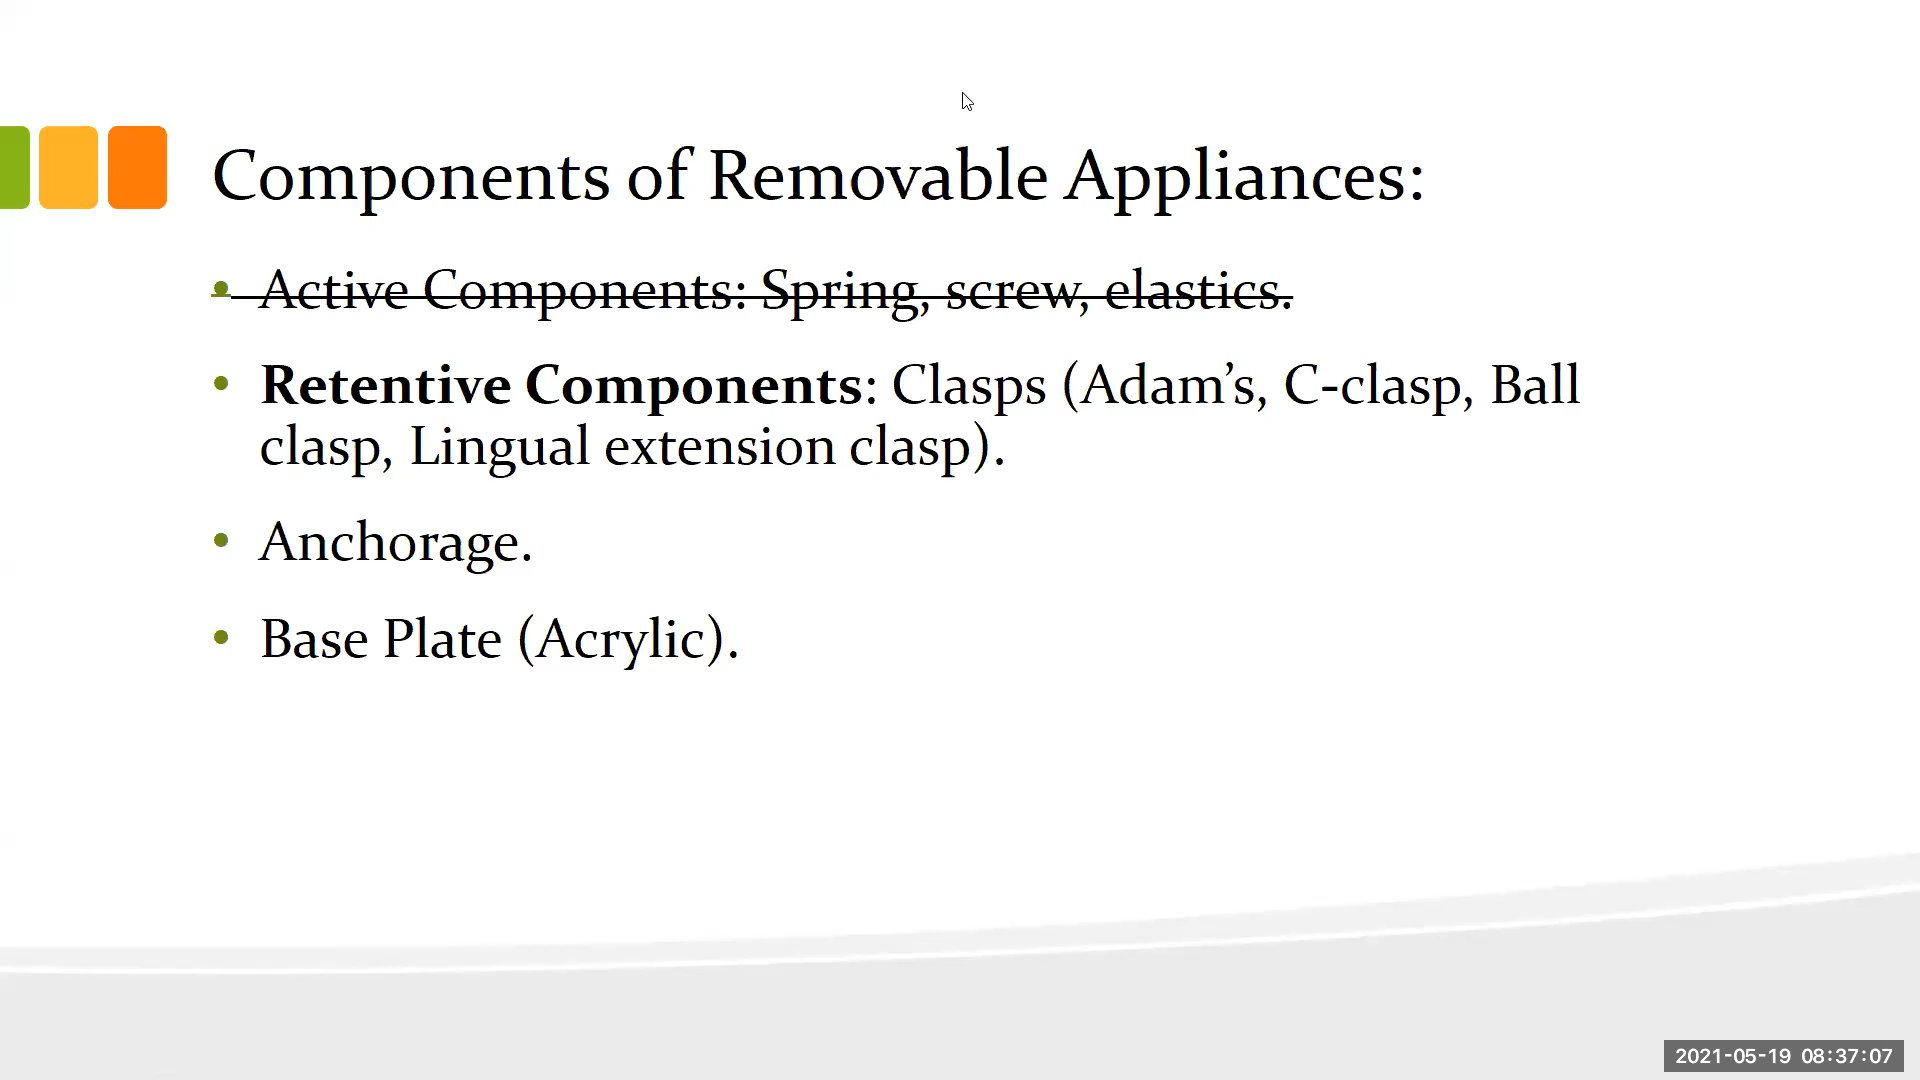 Components of Removable Appliances:
• Active Components: Spring, screw, elastics.
• Retentive Components: Clasps (Adam’s, C-clasp, Ball
clasp, Lingual extension clasp).
• Anchorage.
• Base Plate (Acrylic).
2021-05-19 08:37:07